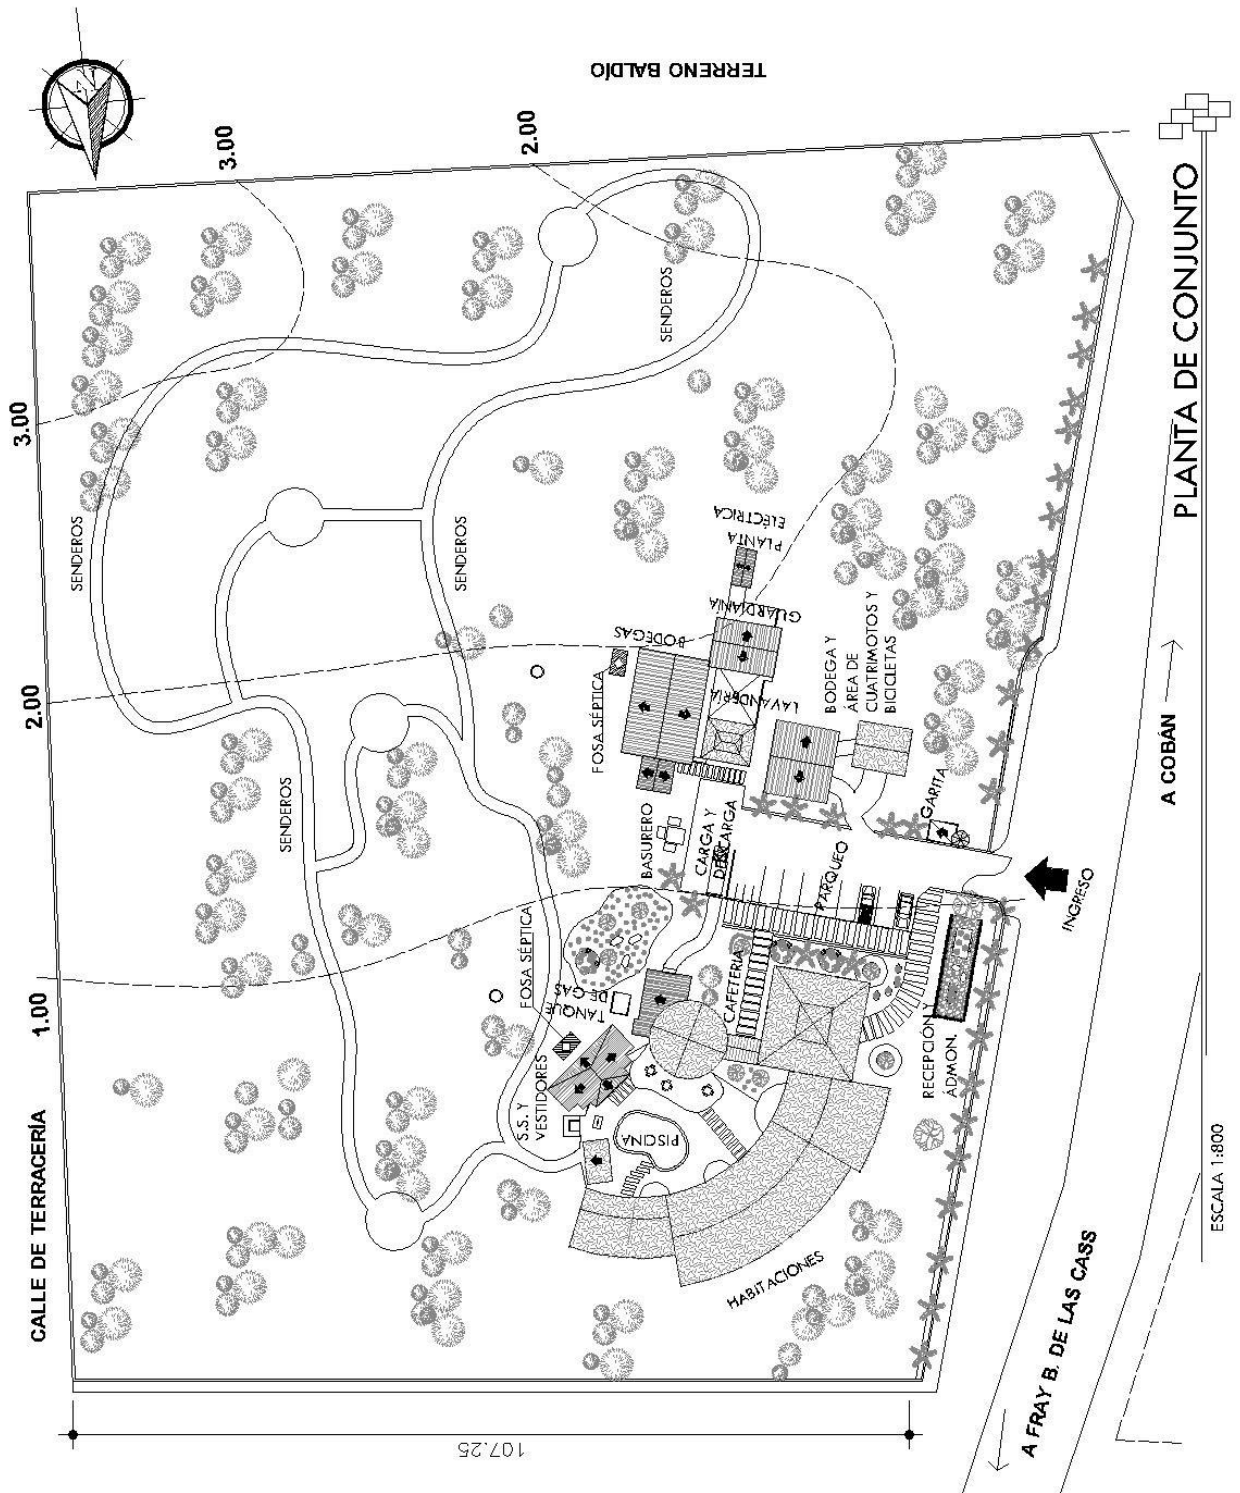 TERRENO BALDÍO
N
3.00
2.00
3.00
2.00
1.00
CALLE DE TERRACERÍA
SENDEROS
SENDEROS
SENDEROS
SENDEROS
PLANTA
ELÉCTRICA
GUARDIANÍA
BODEGAS
LAVANDERÍA
FOSA SÉPTICA
BODEGA Y
ÁREA DE
CUATRIMOTOS Y
BICICLETAS
BASURERO
CARGA Y
DESCARGA
PARQUEO
GARITA
INGRESO
FOSA SÉPTICA
TANQUE
DE GAS
CAFETERIA
S.S. Y
VESTIDORES
PISCINA
RECEPCIÓN Y
ADMON.
HABITACIONES
107.25
A COBÁN
A FRAY B. DE LAS CASS
PLANTA DE CONJUNTO
ESCALA 1:800